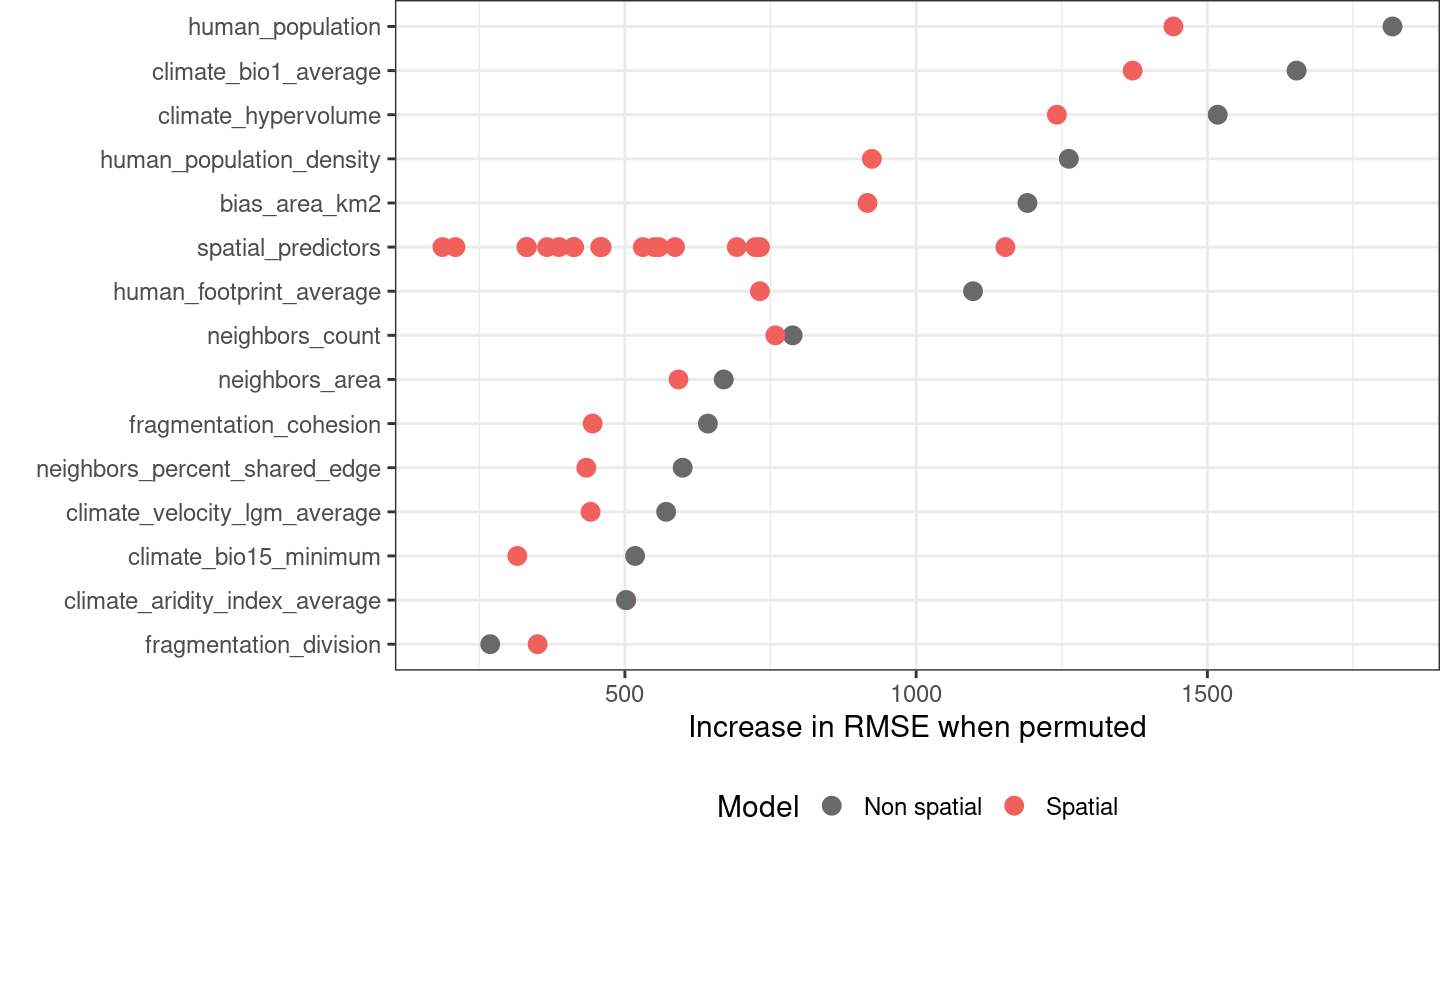 human_population
climate_bio1_average
climate_hypervolume
human_population_density
bias_area_km2
spatial_predictors
human_footprint_average
neighbors_count
neighbors_area
fragmentation_cohesion
neighbors_percent_shared_edge
climate_velocity_lgm_average
climate_bio15_minimum
climate_aridity_index_average
fragmentation_division
500 1000 1500
Increase in RMSE when permuted
Model Non spatial Spatial